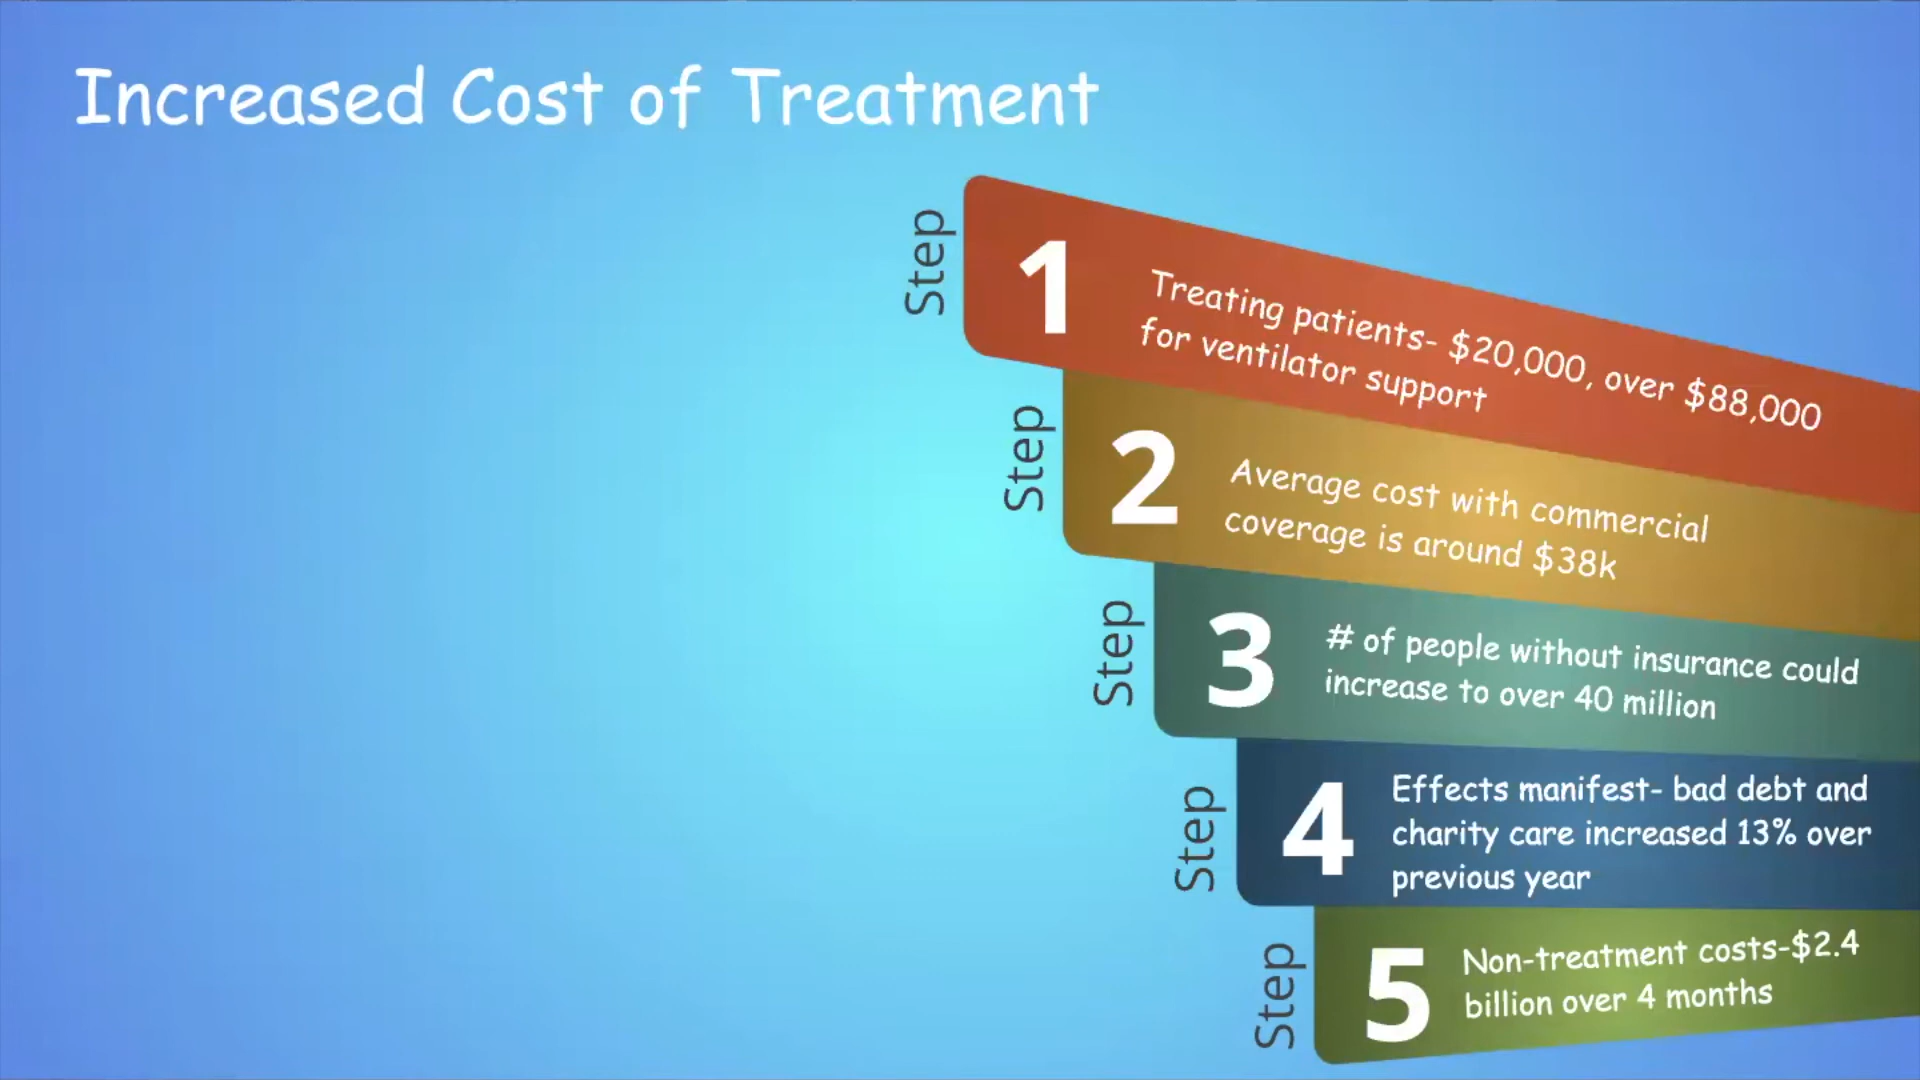 Increased Cost of Treatment
Step
1
Treating patients- $20,000, over $88,000
for ventilator support
Step
2
Average cost with commercial
coverage is around $38k
Step
3
# of people without insurance could
increase to over 40 million
Step
4
Effects manifest- bad debt and
charity care increased 13% over
previous year
Step
5
Non-treatment costs-$2.4
billion over 4 months